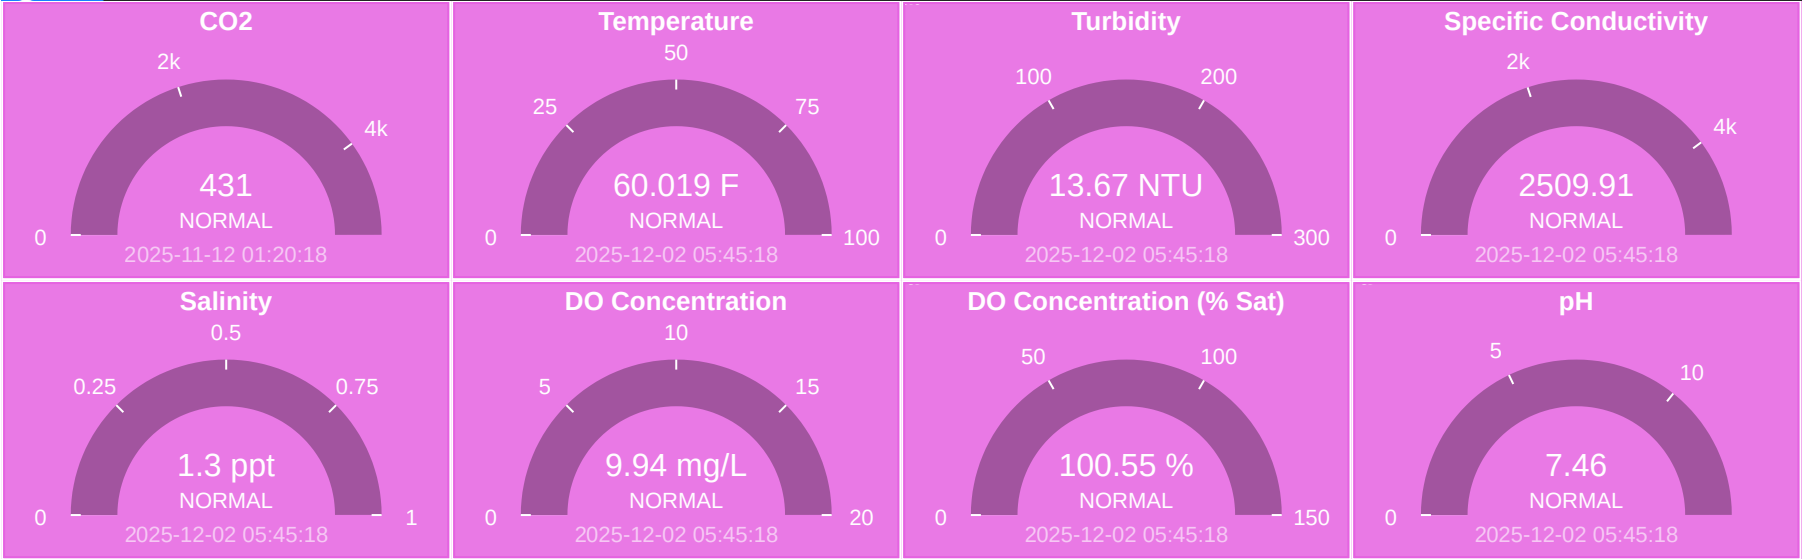 CO2
2k
4k
0
431
NORMAL
2025-11-12 01:20:18
Temperature
50
25
75
0
100
60.019 F
NORMAL
2025-12-02 05:45:18
Turbidity
100
200
0
300
13.67 NTU
NORMAL
2025-12-02 05:45:18
Specific Conductivity
2k
4k
0
2509.91
NORMAL
2025-12-02 05:45:18
Salinity
0.5
0.25
0.75
0
1
1.3 ppt
NORMAL
2025-12-02 05:45:18
DO Concentration
10
5
15
0
20
9.94 mg/L
NORMAL
2025-12-02 05:45:18
DO Concentration (% Sat)
50
100
0
150
100.55 %
NORMAL
2025-12-02 05:45:18
pH
5
10
0
7.46
NORMAL
2025-12-02 05:45:18